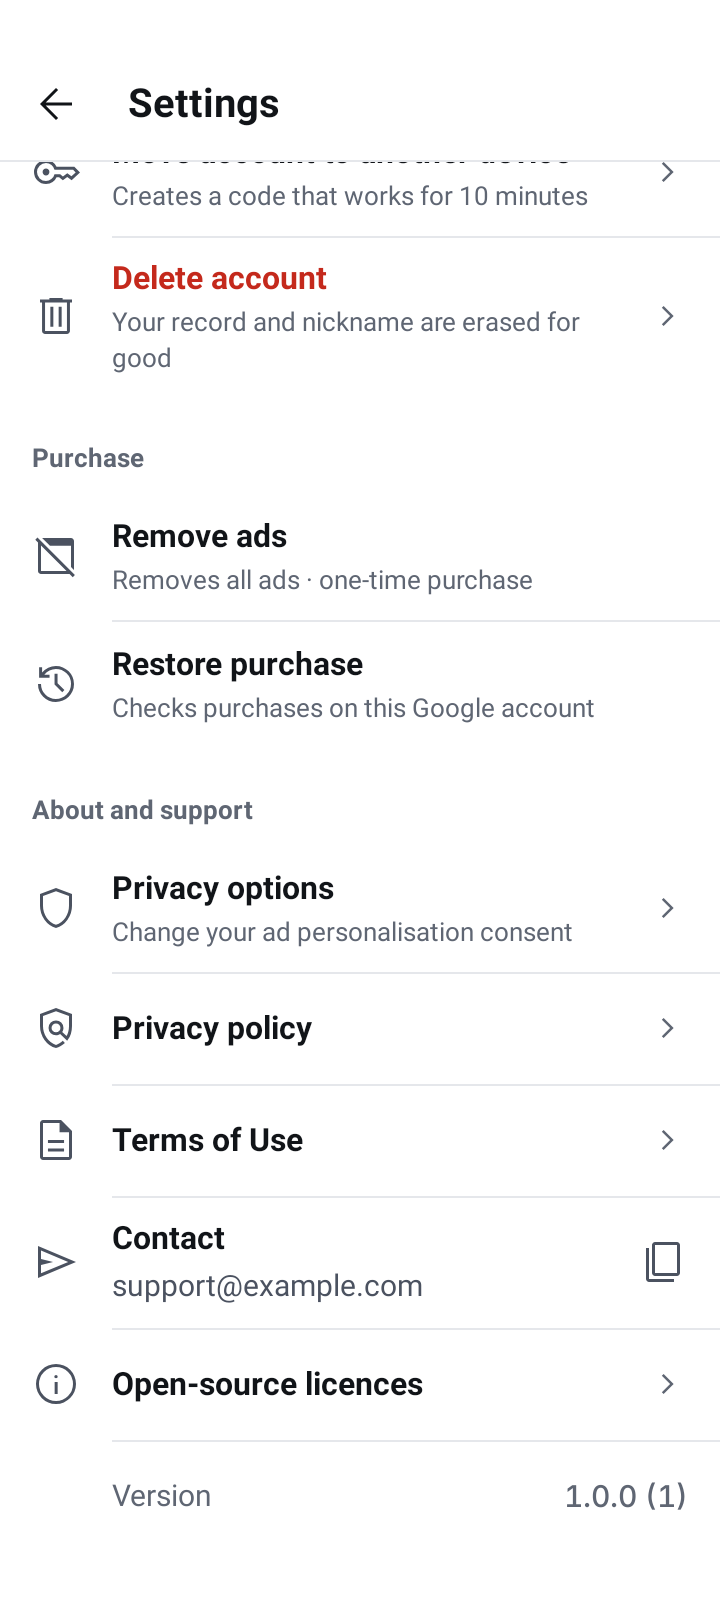 Settings
Creates a code that works for 10 minutes
Delete account
Your record and nickname are erased for
good
Purchase
Remove ads
Removes all ads · one-time purchase
Restore purchase
Checks purchases on this Google account
About and support
Privacy options
Change your ad personalisation consent
Privacy policy
Terms of Use
Contact
support@example.com
Open-source licences
Version 1.0.0 (1)